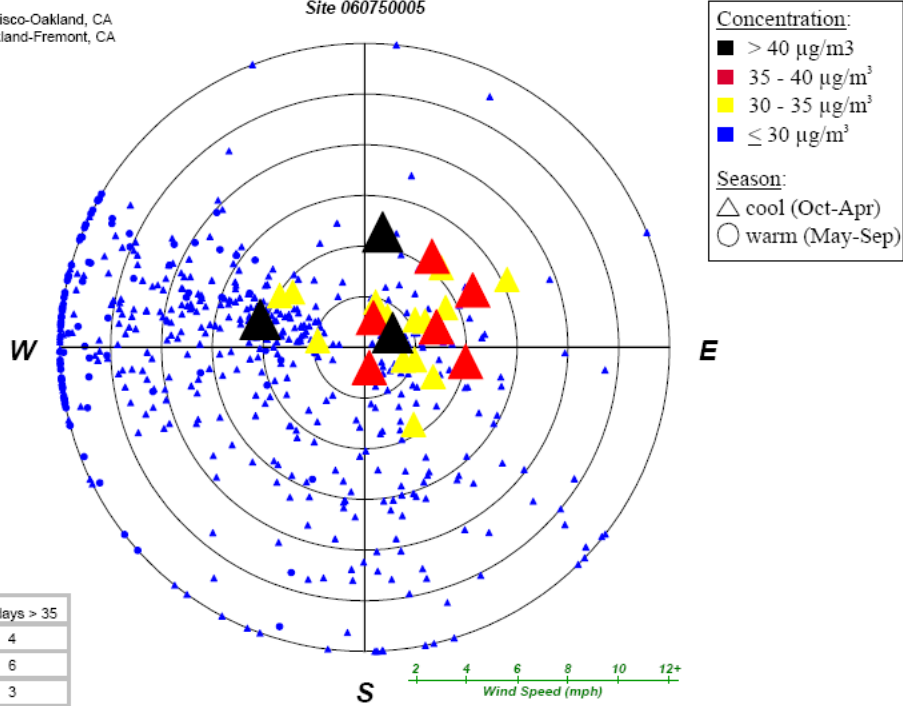 Site 060750005
isco-Oakland, CA
kland-Fremont, CA
Concentration:
> 40 µg/m3
35 - 40 µg/m³
30 - 35 µg/m³
≤ 30 µg/m³
Season:
cool (Oct-Apr)
warm (May-Sep)
W
E
days > 35
4
6
3
2 4 6 8 10 12+
Wind Speed (mph)
S